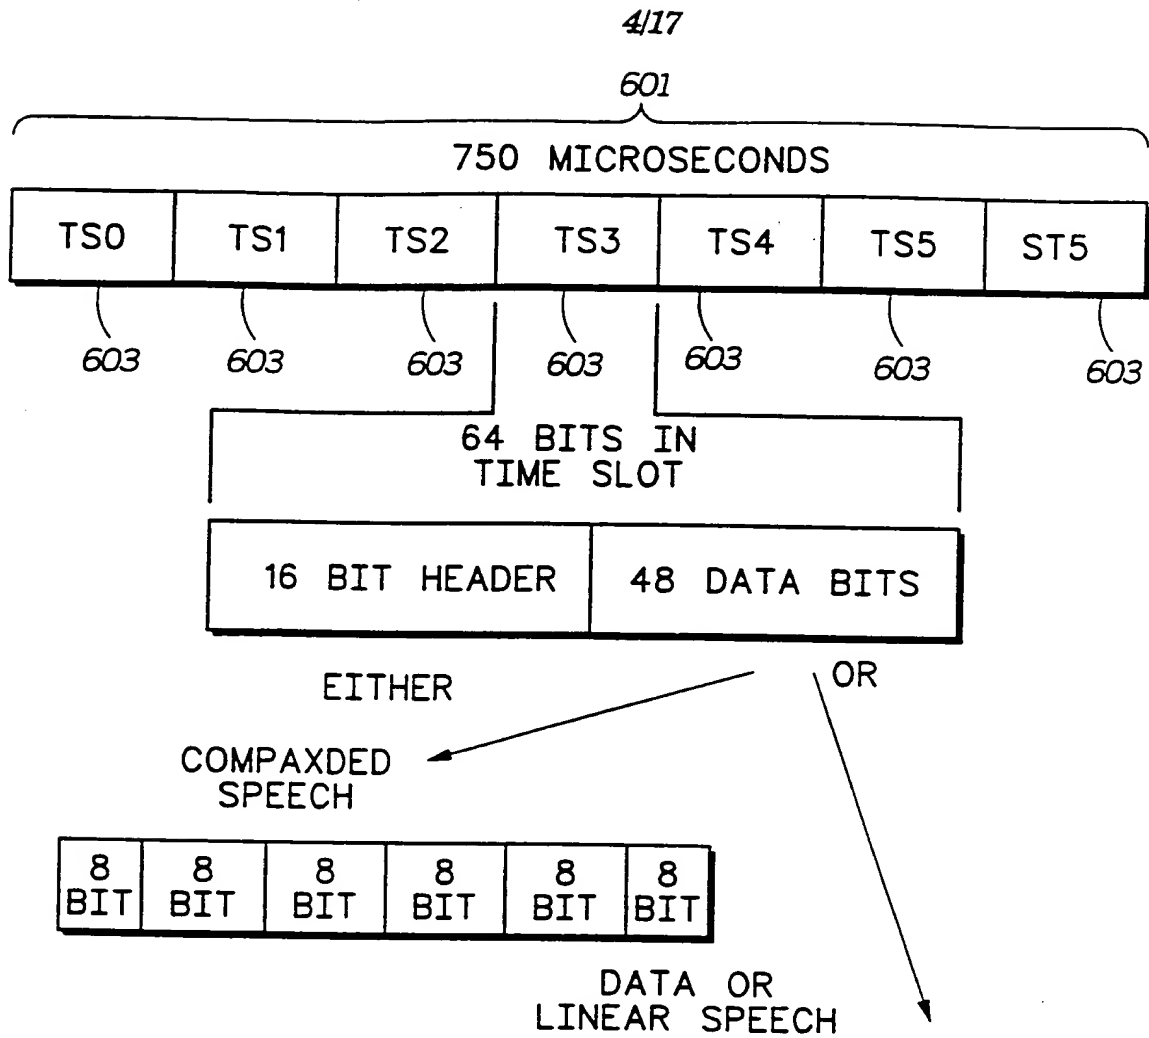 4/17
601
750 MICROSECONDS
TS0 TS1 TS2 TS3 TS4 TS5 ST5
603 603 603 603 603 603 603
64 BITS IN
TIME SLOT
16 BIT HEADER 48 DATA BITS
EITHER OR
COMPAXDED
SPEECH
8 8 8 8 8 8
BIT BIT BIT BIT BIT BIT
DATA OR
LINEAR SPEECH